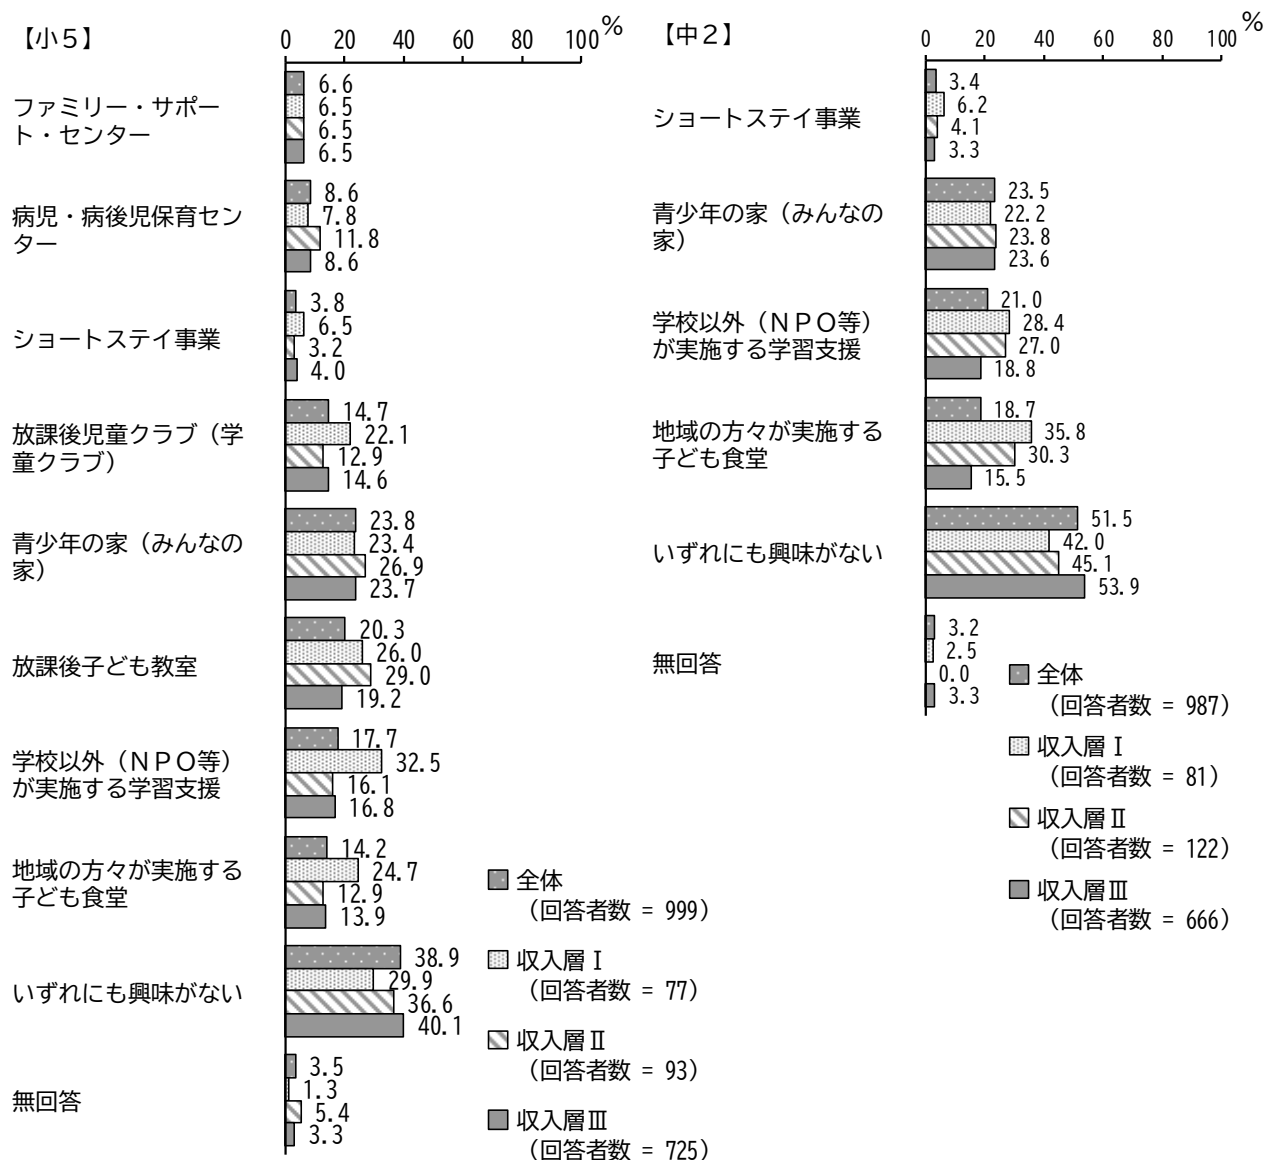 【小５】
0 20 40 60 80 100 %
ファミリー・サポー
ト・センター
6.6
6.5
6.5
6.5
病児・病後児保育セン
ター
8.6
7.8
11.8
8.6
ショートステイ事業
3.8
6.5
3.2
4.0
放課後児童クラブ（学
童クラブ）
14.7
22.1
12.9
14.6
青少年の家（みんなの
家）
23.8
23.4
26.9
23.7
放課後子ども教室
20.3
26.0
29.0
19.2
学校以外（ＮＰＯ等）
が実施する学習支援
17.7
32.5
16.1
16.8
地域の方々が実施する
子ども食堂
14.2
24.7
12.9
13.9
いずれにも興味がない
38.9
29.9
36.6
40.1
無回答
3.5
1.3
5.4
3.3
全体
（回答者数 = 999）
収入層Ⅰ
（回答者数 = 77）
収入層Ⅱ
（回答者数 = 93）
収入層Ⅲ
（回答者数 = 725）
【中２】
0 20 40 60 80 100 %
ショートステイ事業
3.4
6.2
4.1
3.3
青少年の家（みんなの
家）
23.5
22.2
23.8
23.6
学校以外（ＮＰＯ等）
が実施する学習支援
21.0
28.4
27.0
18.8
地域の方々が実施する
子ども食堂
18.7
35.8
30.3
15.5
いずれにも興味がない
51.5
42.0
45.1
53.9
無回答
3.2
2.5
0.0
3.3
全体
（回答者数 = 987）
収入層Ⅰ
（回答者数 = 81）
収入層Ⅱ
（回答者数 = 122）
収入層Ⅲ
（回答者数 = 666）